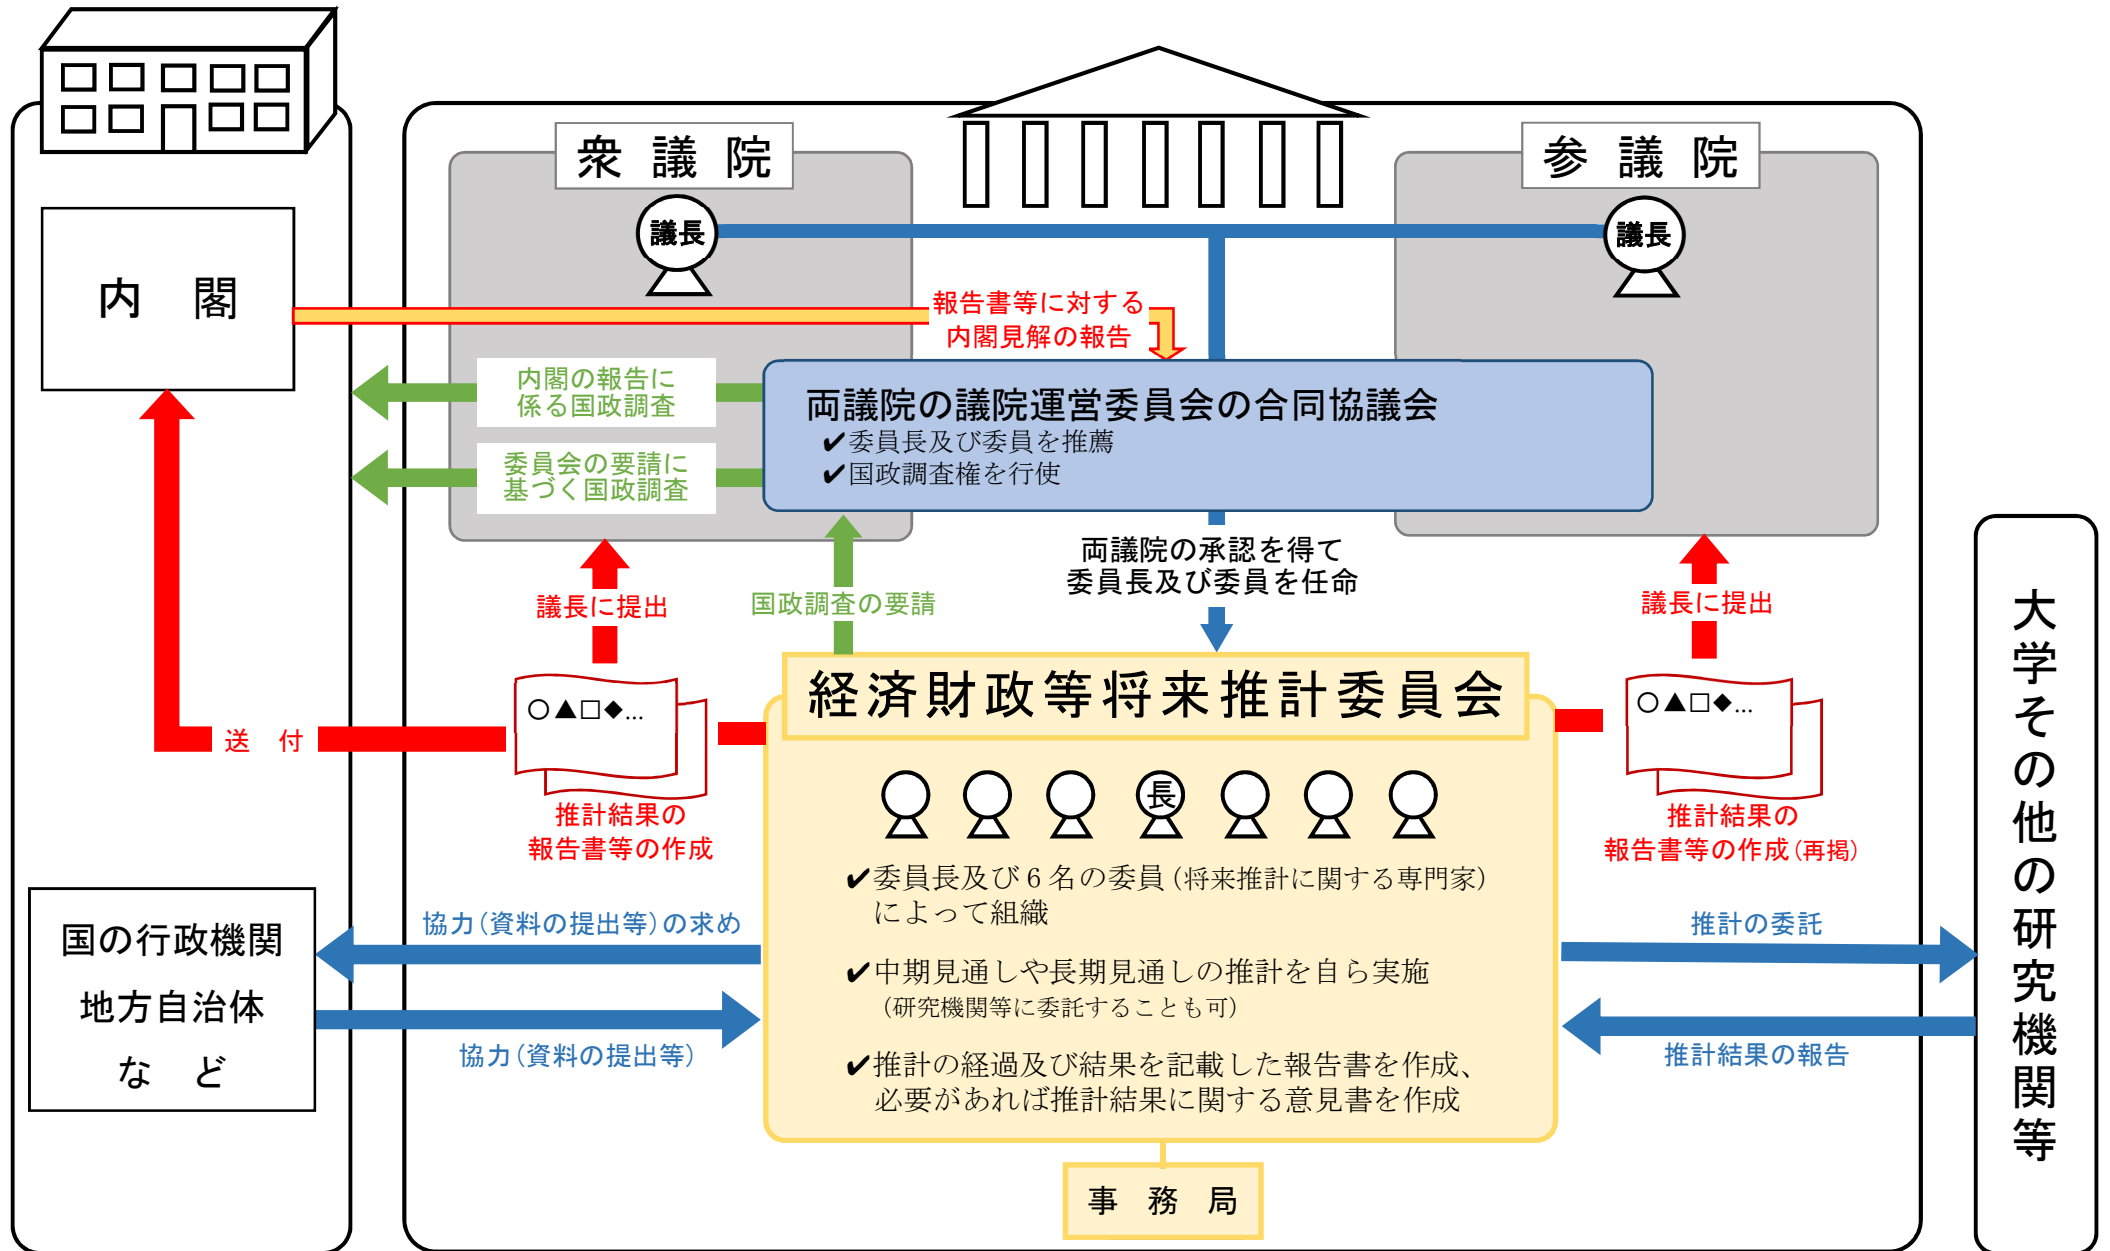 衆議院
参議院
議長
議長
内閣
報告書等に対する
内閣見解の報告
内閣の報告に
係る国政調査
委員会の要請に
基づく国政調査
両議院の議院運営委員会の合同協議会
✔委員長及び委員を推薦
✔国政調査権を行使
両議院の承認を得て
委員長及び委員を任命
議長に提出
国政調査の要請
議長に提出
経済財政等将来推計委員会
○▲□◆…
○▲□◆…
送付
推計結果の
報告書等の作成
推計結果の
報告書等の作成(再掲)
長
✔委員長及び6名の委員(将来推計に関する専門家)
によって組織
✔中期見通しや長期見通しの推計を自ら実施
(研究機関等に委託することも可)
✔推計の経過及び結果を記載した報告書を作成、
必要があれば推計結果に関する意見書を作成
国の行政機関
地方自治体
など
協力(資料の提出等)の求め
協力(資料の提出等)
推計の委託
推計結果の報告
大学その他の研究機関等
事務局